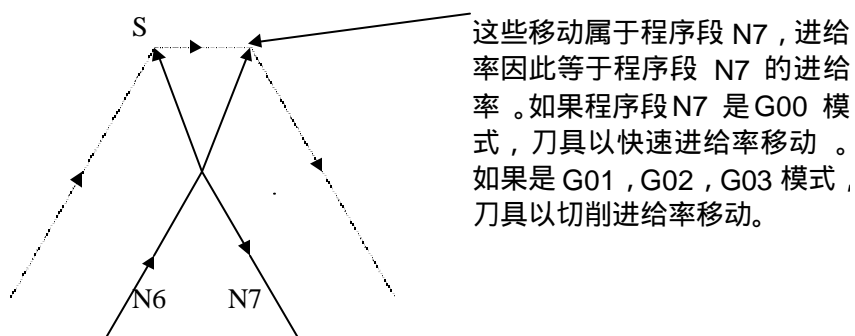 S
这些移动属于程序段 N7，进给
率因此等于程序段 N7 的进给
率 。如果程序段N7 是G00 模
式，刀具以快速进给率移动 。
如果是 G01，G02，G03 模式，
刀具以切削进给率移动。
N6 N7